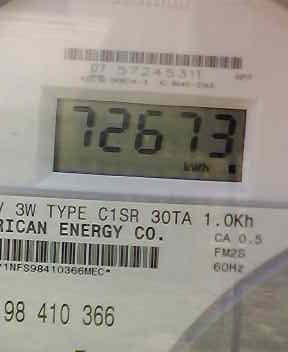 07 57245311
72673
kWh
V 3W TYPE C1SR 30TA 1.0Kh
RICAN ENERGY CO.
CA 0.5
FM2S
60Hz
*1NFS98410366MEC*
98 410 366